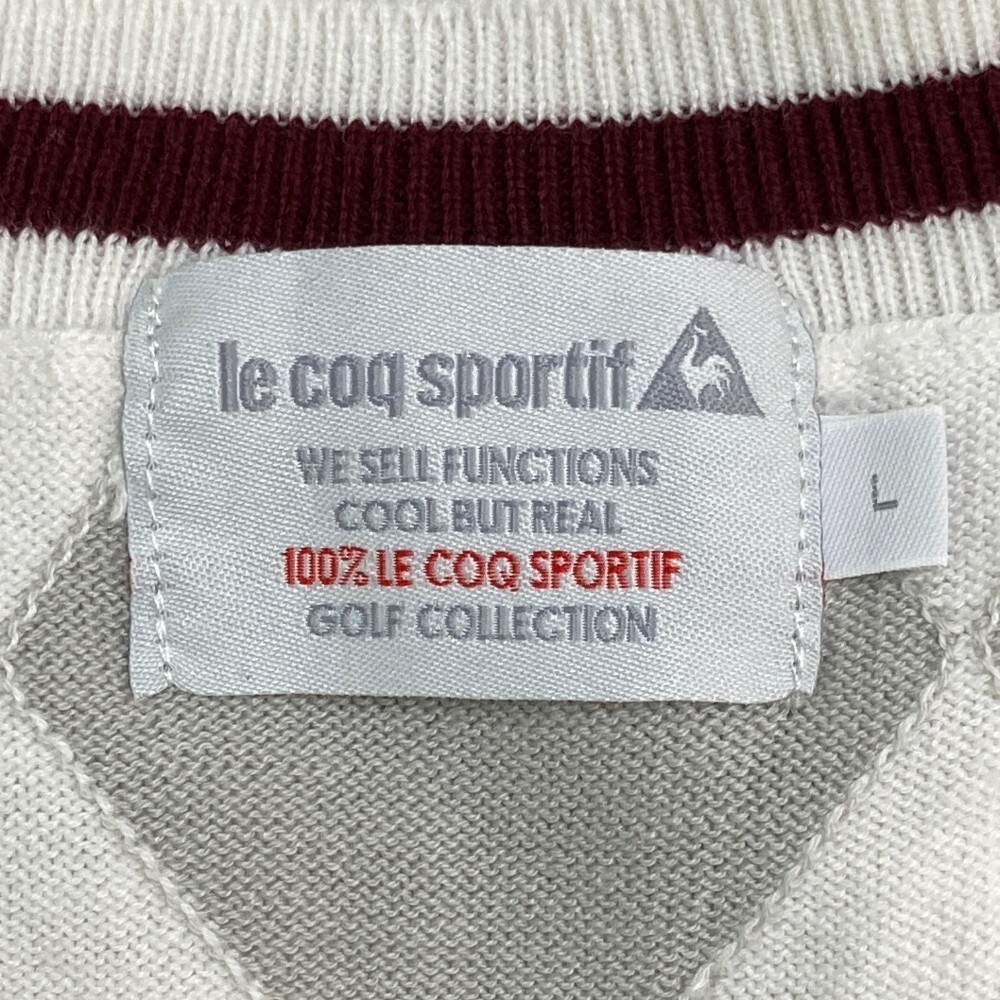 le coq sportif
WE SELL FUNCTIONS
COOL BUT REAL
100% LE COQ SPORTIF
GOLF COLLECTION
L